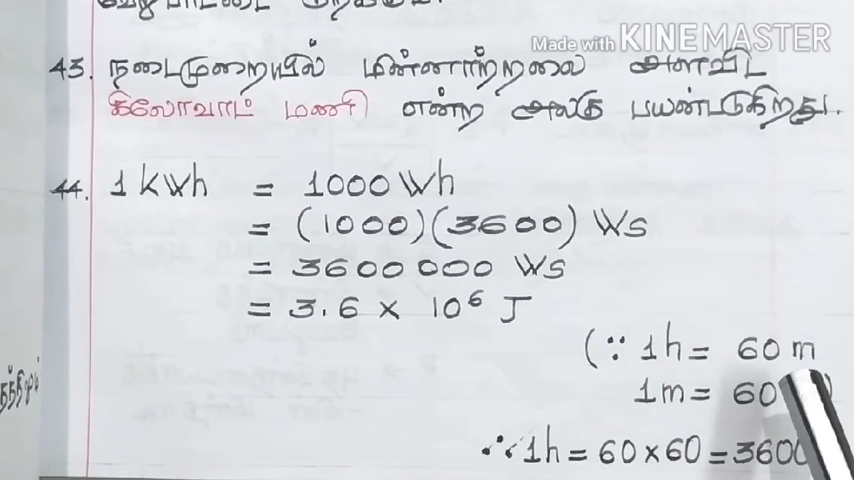 Made with KINEMASTER
43. நடைமுறையில் மின்னாற்றலை அளவிட
கிலோவாட் மணி என்ற அலகு பயன்படுகிறது.
44. 1 kWh = 1000 Wh
= (1000) (3600) Ws
= 3600 000 Ws
= 3.6 × 10⁶ J
(∵ 1h = 60 m
1m = 60
∴ 1h = 60 × 60 = 3600